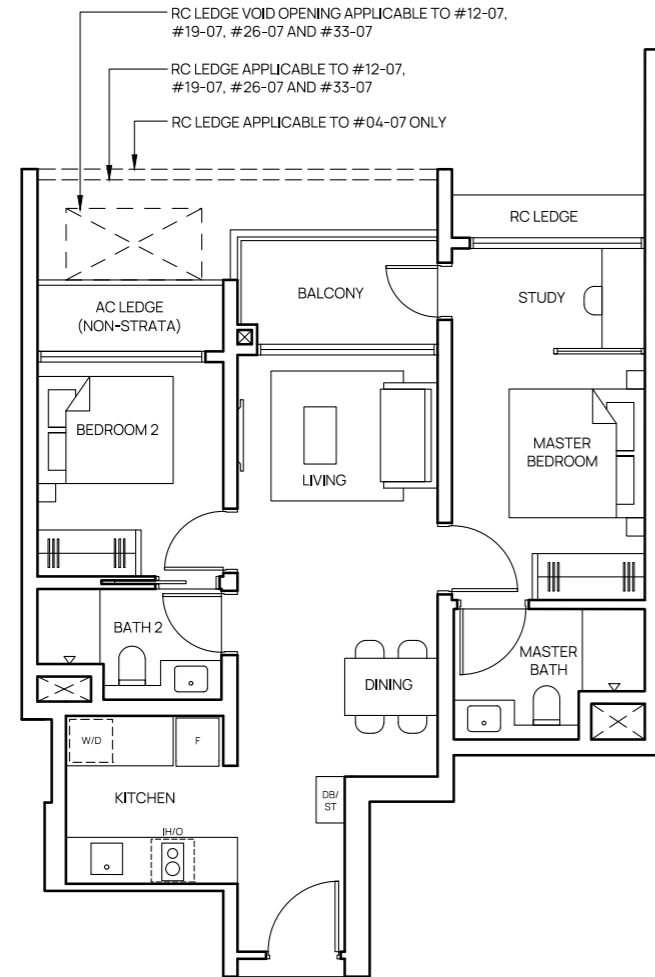 RC LEDGE VOID OPENING APPLICABLE TO #12-07,
#19-07, #26-07 AND #33-07
RC LEDGE APPLICABLE TO #12-07,
#19-07, #26-07 AND #33-07
RC LEDGE APPLICABLE TO #04-07 ONLY
RC LEDGE
BALCONY
STUDY
AC LEDGE
(NON-STRATA)
BEDROOM 2
LIVING
MASTER
BEDROOM
BATH 2
DINING
MASTER
BATH
W/D
F
KITCHEN
DB/
ST
IH/O